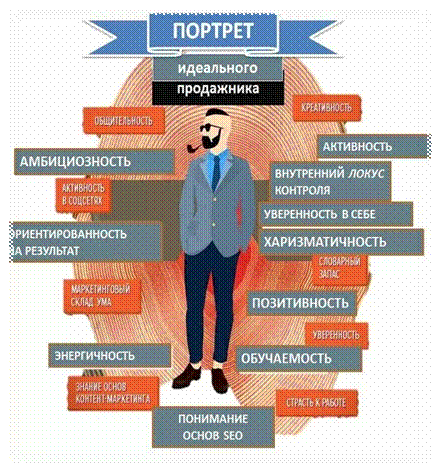 ПОРТРЕТ
идеального
продажника
КРЕАТИВНОСТЬ
ОБЩИТЕЛЬНОСТЬ
АКТИВНОСТЬ
АМБИЦИОЗНОСТЬ
ВНУТРЕННИЙ ЛОКУС
КОНТРОЛЯ
АКТИВНОСТЬ
В СОЦСЕТЯХ
УВЕРЕННОСТЬ В СЕБЕ
ОРИЕНТИРОВАННОСТЬ
НА РЕЗУЛЬТАТ
ХАРИЗМАТИЧНОСТЬ
СЛОВАРНЫЙ
ЗАПАС
МАРКЕТИНГОВЫЙ
СКЛАД УМА
ПОЗИТИВНОСТЬ
УВЕРЕННОСТЬ
ЭНЕРГИЧНОСТЬ
ОБУЧАЕМОСТЬ
ЗНАНИЕ ОСНОВ
КОНТЕНТ-МАРКЕТИНГА
СТРАСТЬ К РАБОТЕ
ПОНИМАНИЕ
ОСНОВ SEO